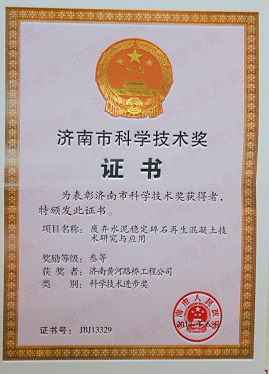 济南市科学技术奖
证书
为表彰济南市科学技术奖获得者，
特颁发此证书。
项目名称： 废弃水泥稳定碎石再生混凝土技
术研究与应用
奖励等级： 叁等
获 奖 者： 济南黄河路桥工程公司
类 别： 科学技术进步奖
证书号： JBJ13329